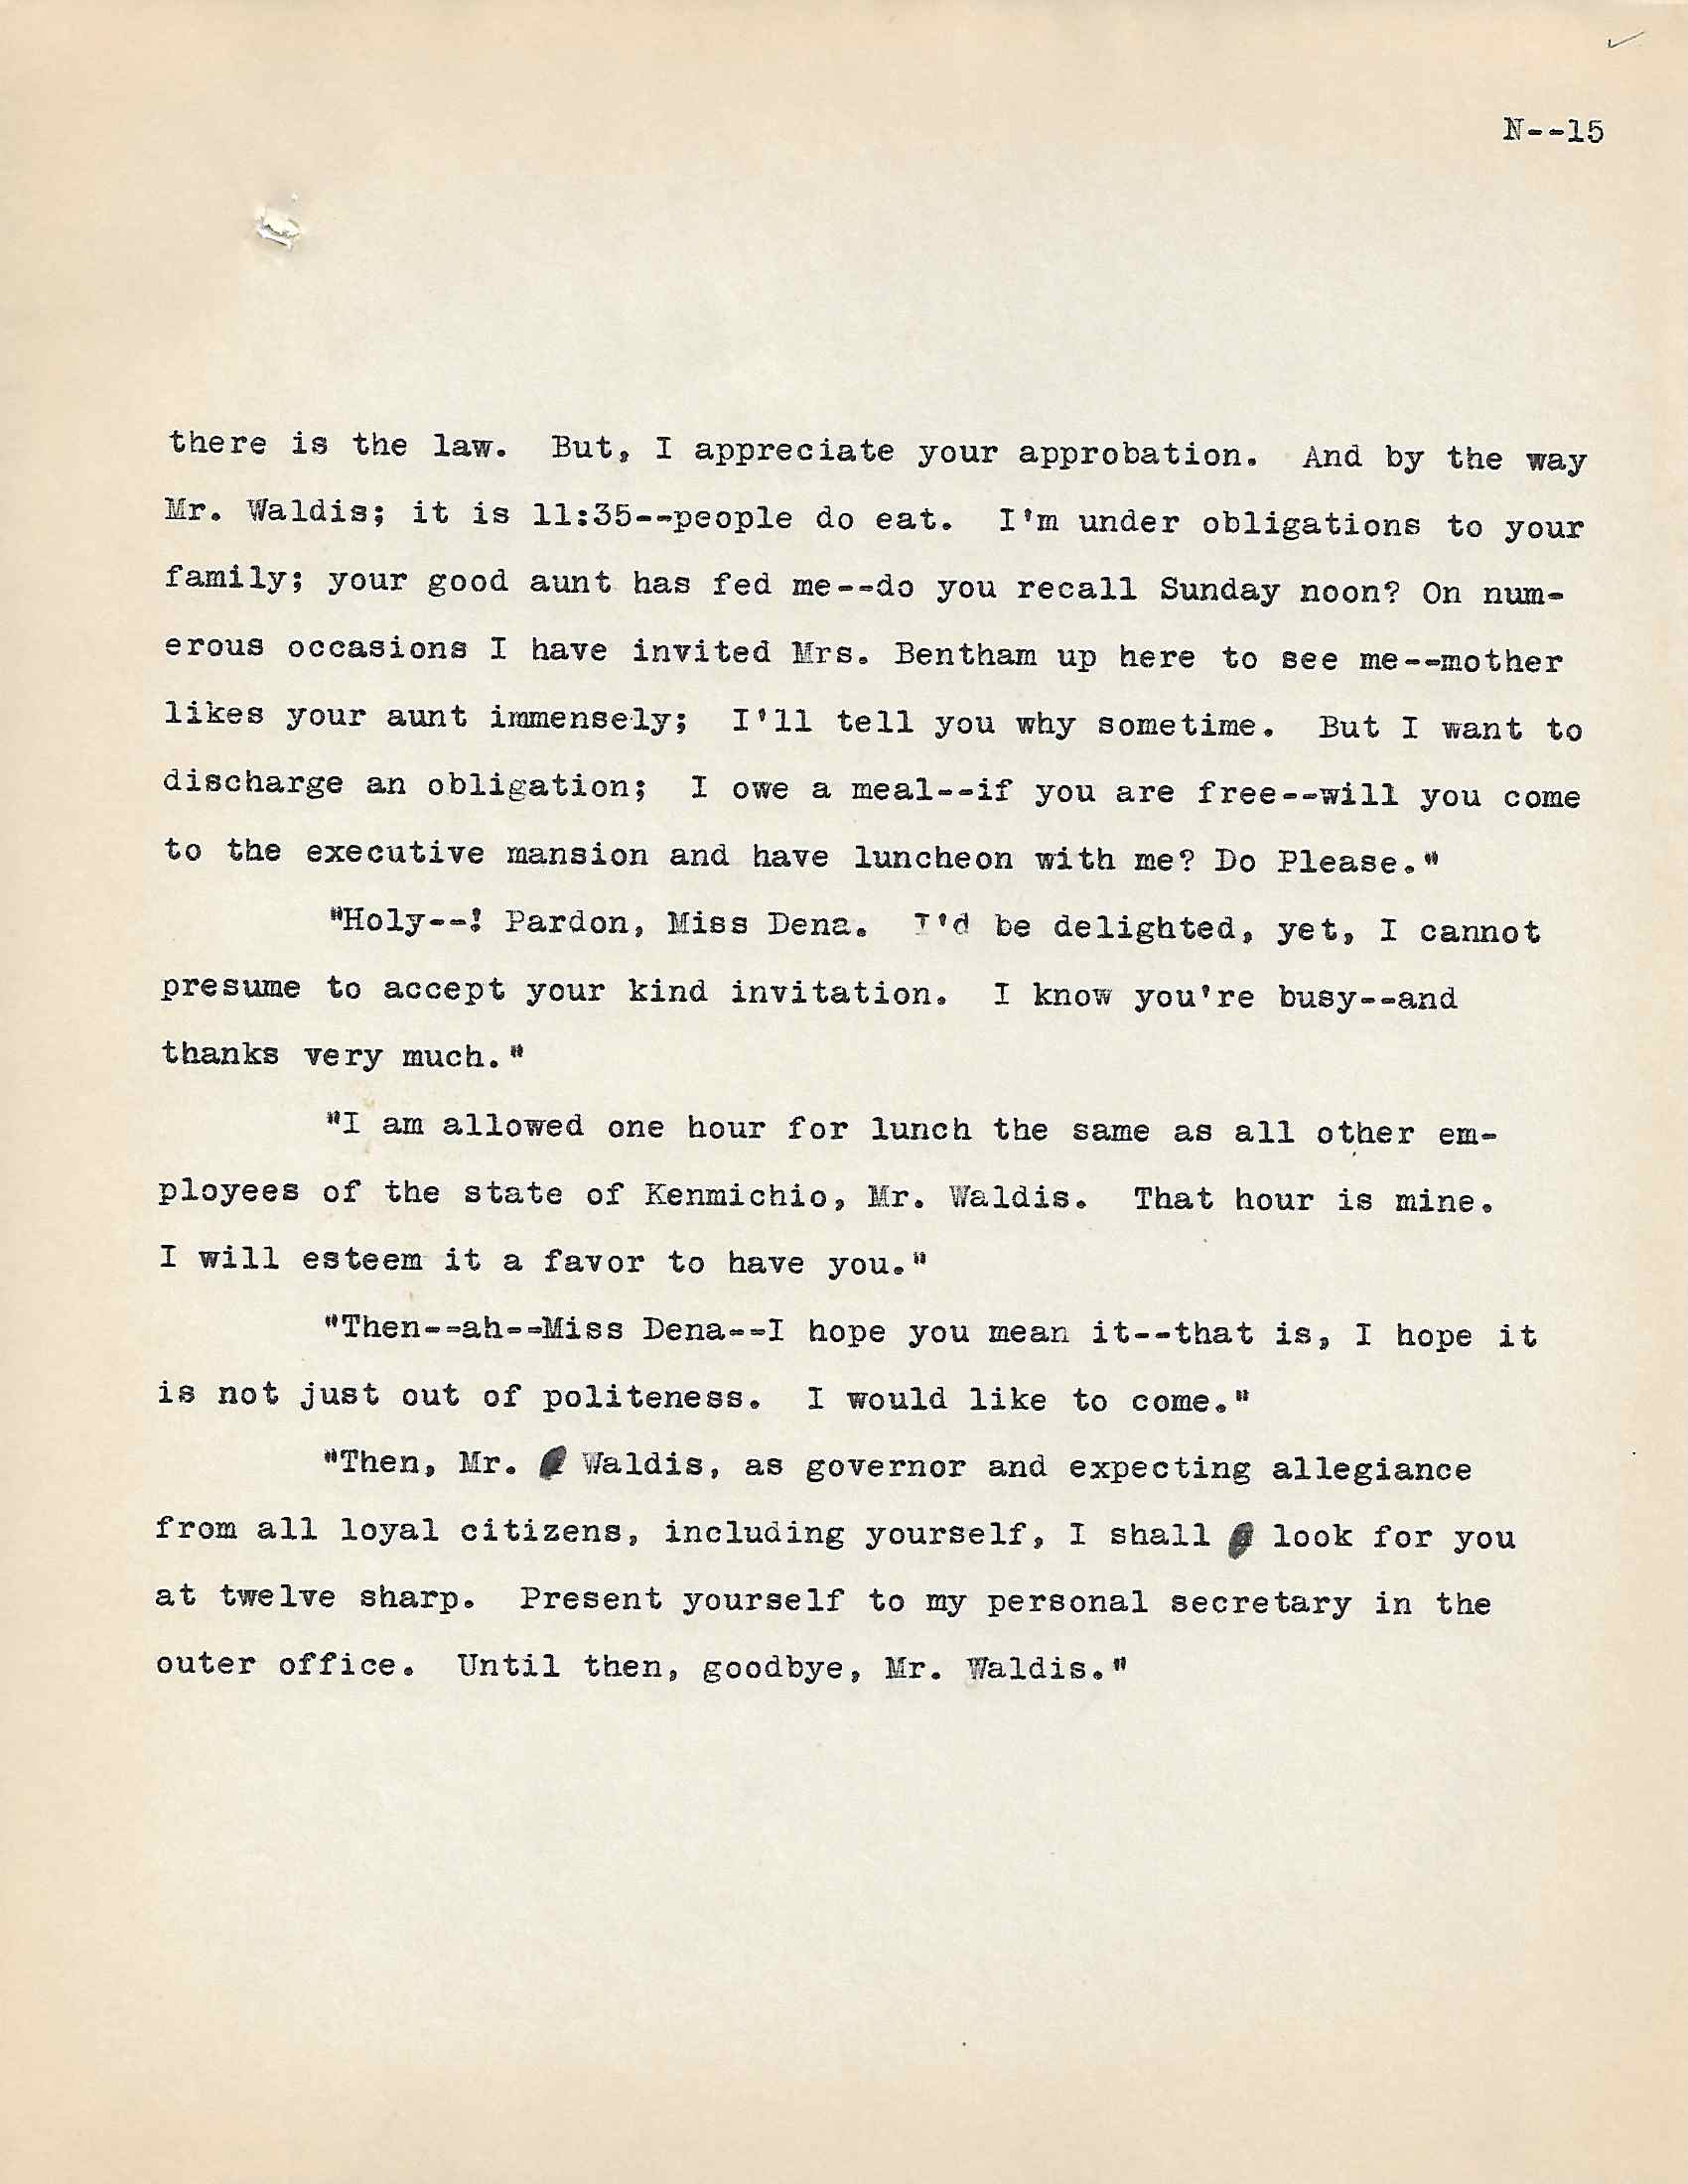 N--15
there is the law.  But, I appreciate your approbation.  And by the way
Mr. Waldis; it is 11:35--people do eat.  I'm under obligations to your
family; your good aunt has fed me--do you recall Sunday noon? On num-
erous occasions I have invited Mrs. Bentham up here to see me--mother
likes your aunt immensely;  I'll tell you why sometime.  But I want to
discharge an obligation;  I owe a meal--if you are free--will you come
to the executive mansion and have luncheon with me? Do Please."
"Holy--! Pardon, Miss Dena.  I'd be delighted, yet, I cannot
presume to accept your kind invitation.  I know you're busy--and
thanks very much."
"I am allowed one hour for lunch the same as all other em-
ployees of the state of Kenmichio, Mr. Waldis.  That hour is mine.
I will esteem it a favor to have you."
"Then--ah--Miss Dena--I hope you mean it--that is, I hope it
is not just out of politeness.  I would like to come."
"Then, Mr. Waldis, as governor and expecting allegiance
from all loyal citizens, including yourself, I shall look for you
at twelve sharp.  Present yourself to my personal secretary in the
outer office.  Until then, goodbye, Mr. Waldis."